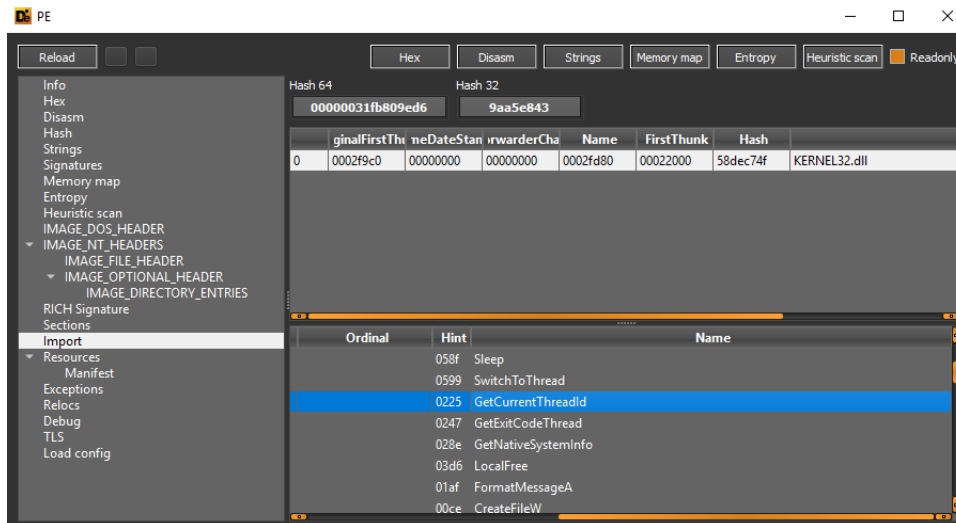 PE
Reload Hex Disasm Strings Memory map Entropy Heuristic scan Readonly
Info
Hex
Disasm
Hash
Strings
Signatures
Memory map
Entropy
Heuristic scan
IMAGE_DOS_HEADER
IMAGE_NT_HEADERS
IMAGE_FILE_HEADER
IMAGE_OPTIONAL_HEADER
IMAGE_DIRECTORY_ENTRIES
RICH Signature
Sections
Import
Resources
Manifest
Exceptions
Relocs
Debug
TLS
Load config
Hash 64 Hash 32
00000031fb809ed6 9aa5e843
ginalFirstThu neDateStan orwarderCha Name FirstThunk Hash
0 0002f9c0 00000000 00000000 0002fd80 00022000 58dec74f KERNEL32.dll
Ordinal Hint Name
058f Sleep
0599 SwitchToThread
0225 GetCurrentThreadId
0247 GetExitCodeThread
028e GetNativeSystemInfo
03d6 LocalFree
01af FormatMessageA
00ce CreateFileW